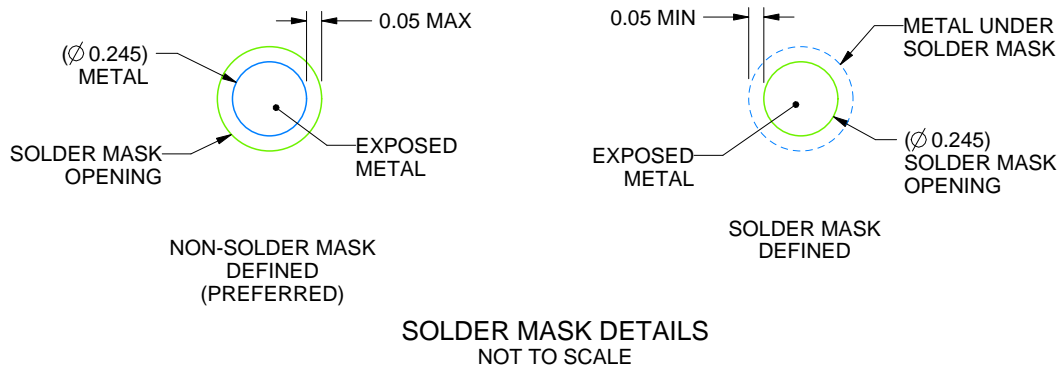 0.05 MAX
(∅ 0.245)
METAL
SOLDER MASK
OPENING
EXPOSED
METAL
NON-SOLDER MASK
DEFINED
(PREFERRED)
0.05 MIN
METAL UNDER
SOLDER MASK
(∅ 0.245)
SOLDER MASK
OPENING
EXPOSED
METAL
SOLDER MASK
DEFINED
SOLDER MASK DETAILS
NOT TO SCALE